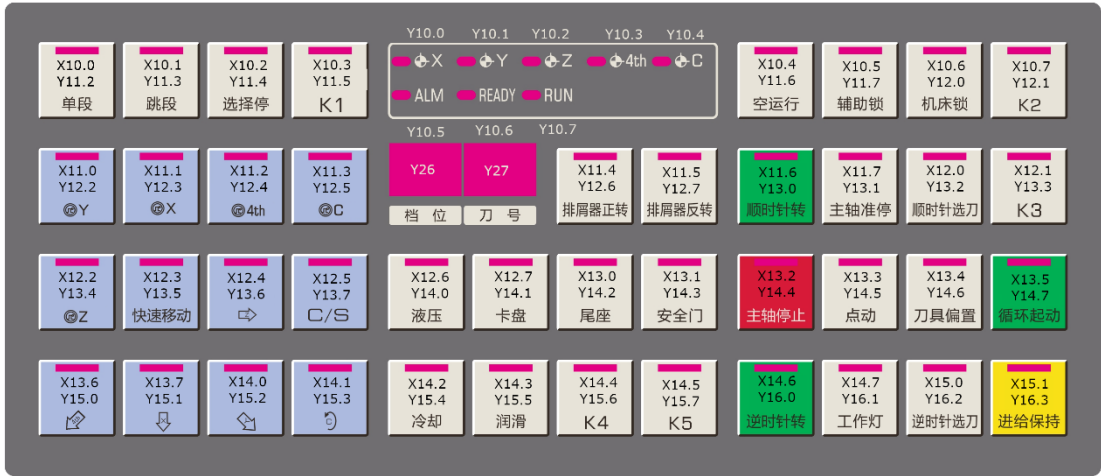 Y10.0 Y10.1 Y10.2 Y10.3 Y10.4
X Y Z 4th C
ALM READY RUN
Y10.5 Y10.6 Y10.7
X10.0
Y11.2
单段
X10.1
Y11.3
跳段
X10.2
Y11.4
选择停
X10.3
Y11.5
K1
X10.4
Y11.6
空运行
X10.5
Y11.7
辅助锁
X10.6
Y12.0
机床锁
X10.7
Y12.1
K2
X11.0
Y12.2
@Y
X11.1
Y12.3
@X
X11.2
Y12.4
@4th
X11.3
Y12.5
@C
Y26 Y27
档 位 刀 号
X11.4
Y12.6
排屑器正转
X11.5
Y12.7
排屑器反转
X11.6
Y13.0
顺时针转
X11.7
Y13.1
主轴准停
X12.0
Y13.2
顺时针选刀
X12.1
Y13.3
K3
X12.2
Y13.4
@Z
X12.3
Y13.5
快速移动
X12.4
Y13.6
X12.5
Y13.7
C/S
X12.6
Y14.0
液压
X12.7
Y14.1
卡盘
X13.0
Y14.2
尾座
X13.1
Y14.3
安全门
X13.2
Y14.4
主轴停止
X13.3
Y14.5
点动
X13.4
Y14.6
刀具偏置
X13.5
Y14.7
循环起动
X13.6
Y15.0
X13.7
Y15.1
X
X14.0
Y15.2
X14.1
Y15.3
C
X14.2
Y15.4
冷却
X14.3
Y15.5
润滑
X14.4
Y15.6
K4
X14.5
Y15.7
K5
X14.6
Y16.0
逆时针转
X14.7
Y16.1
工作灯
X15.0
Y16.2
逆时针选刀
X15.1
Y16.3
进给保持